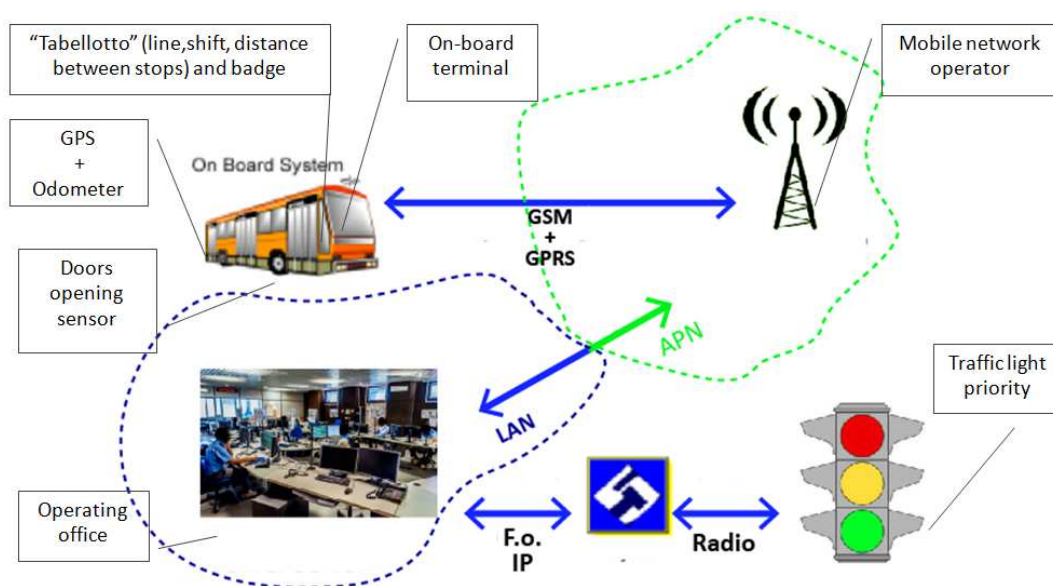 “Tabellotto” (line,shift, distance
between stops) and badge
On-board
terminal
Mobile network
operator
GPS
+
Odometer
On Board System
GSM
+
GPRS
Doors
opening
sensor
APN
LAN
Traffic light
priority
Operating
office
F.o.
IP
Radio